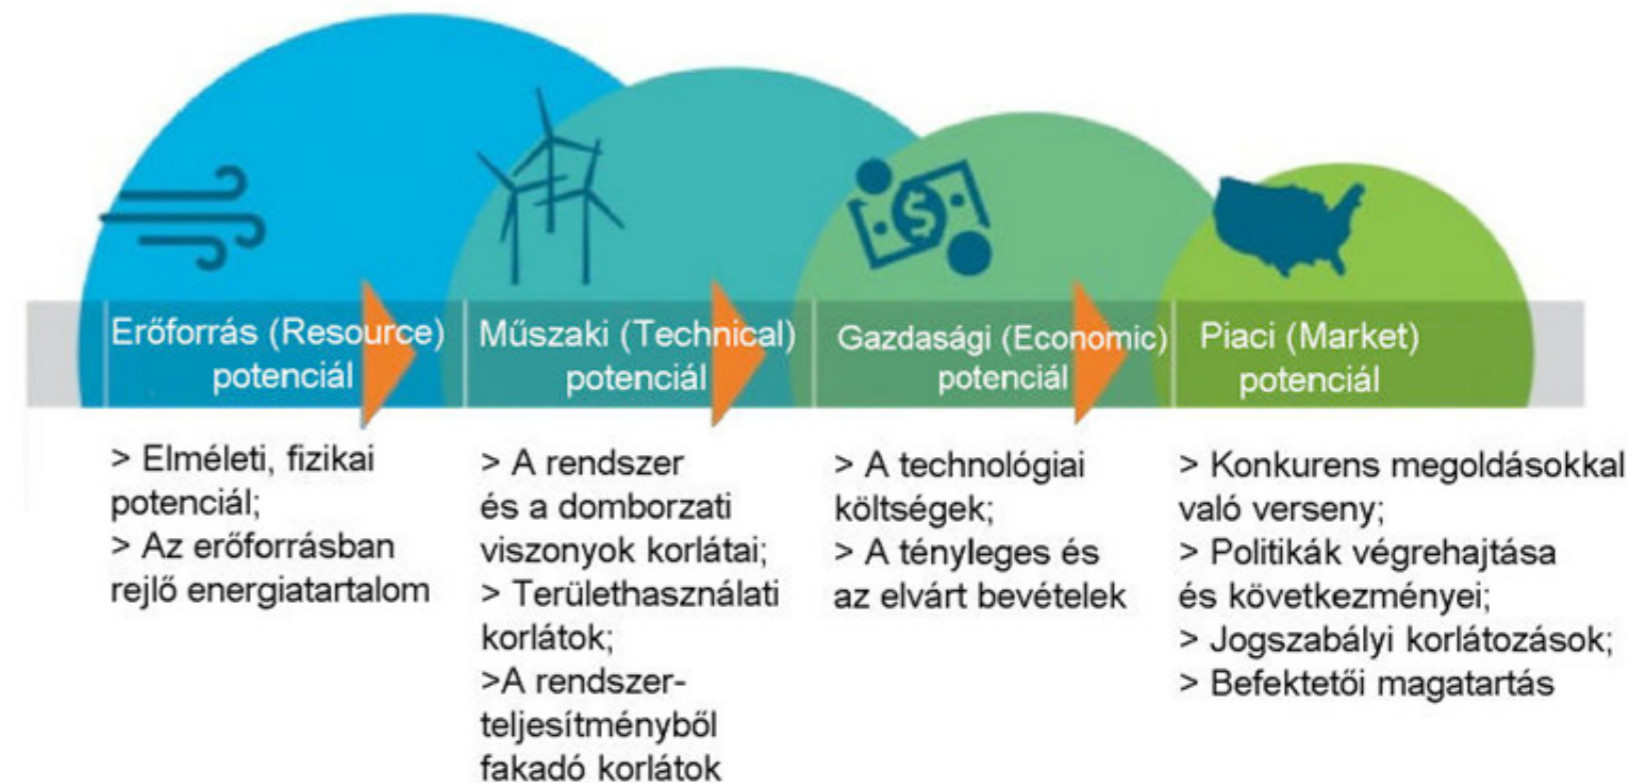 Erőforrás (Resource)
potenciál
Műszaki (Technical)
potenciál
Gazdasági (Economic)
potenciál
Piaci (Market)
potenciál
> Elméleti, fizikai
potenciál;
> Az erőforrásban
rejlő energiatartalom
> A rendszer
és a domborzati
viszonyok korlátai;
> Területhasználati
korlátok;
>A rendszer-
teljesítményből
fakadó korlátok
> A technológiai
költségek;
> A tényleges és
az elvárt bevételek
> Konkurens megoldásokkal
való verseny;
> Politikák végrehajtása
és következményei;
> Jogszabályi korlátozások;
> Befektetői magatartás